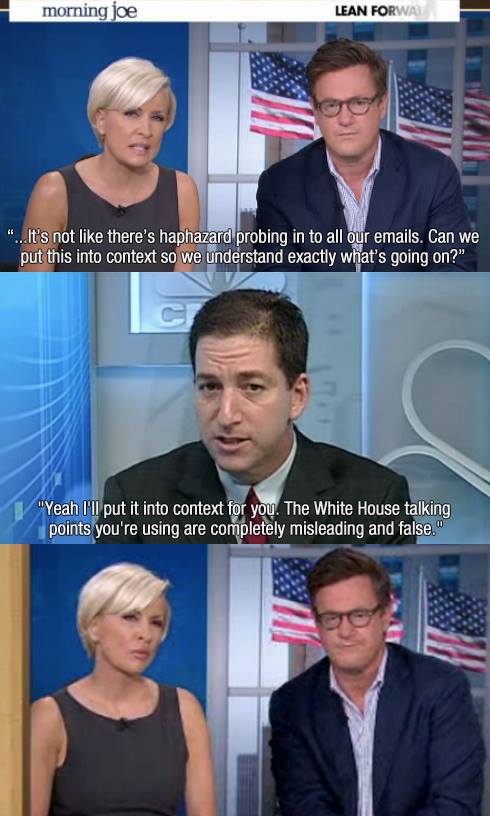 morning joe
LEAN FORWA
“...It's not like there's haphazard probing in to all our emails. Can we
put this into context so we understand exactly what's going on?”
"Yeah I'll put it into context for you. The White House talking
points you're using are completely misleading and false."